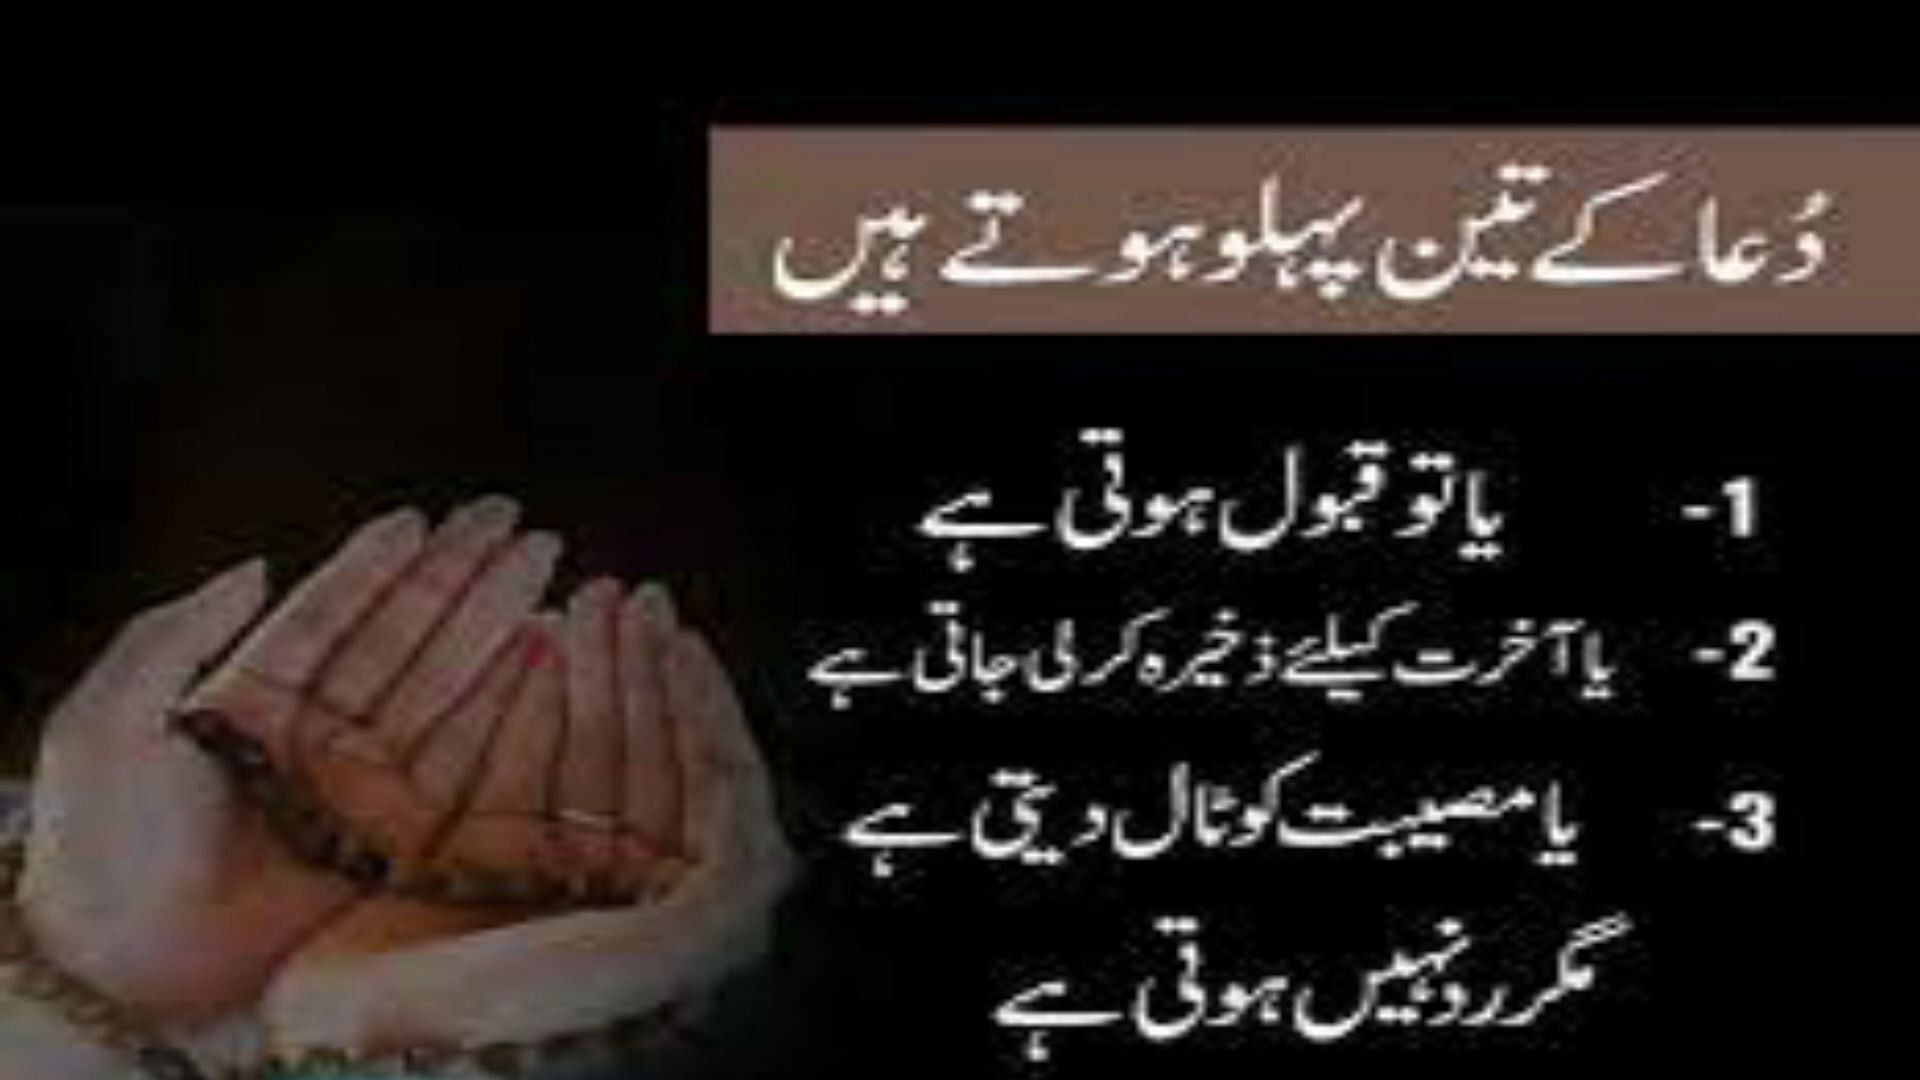 دُعا کے تین پہلو ہوتے ہیں
1- یا تو قبول ہوتی ہے
2- یا آخرت کیلئے ذخیرہ کر لی جاتی ہے
3- یا مصیبت کو ٹال دیتی ہے
مگر رد نہیں ہوتی ہے